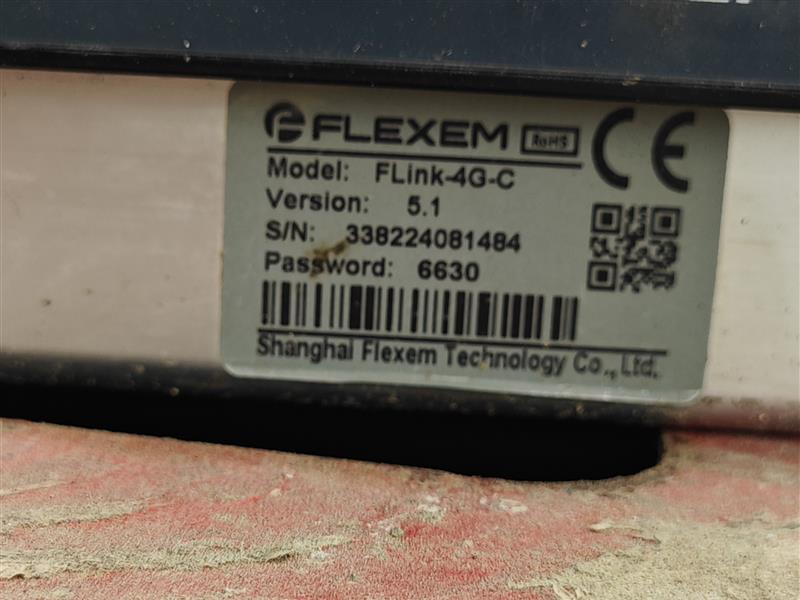 FLEXEM RoHS CE
Model: FLink-4G-C
Version: 5.1
S/N: 338224081484
Password: 6630
Shanghai Flexem Technology Co., Ltd.